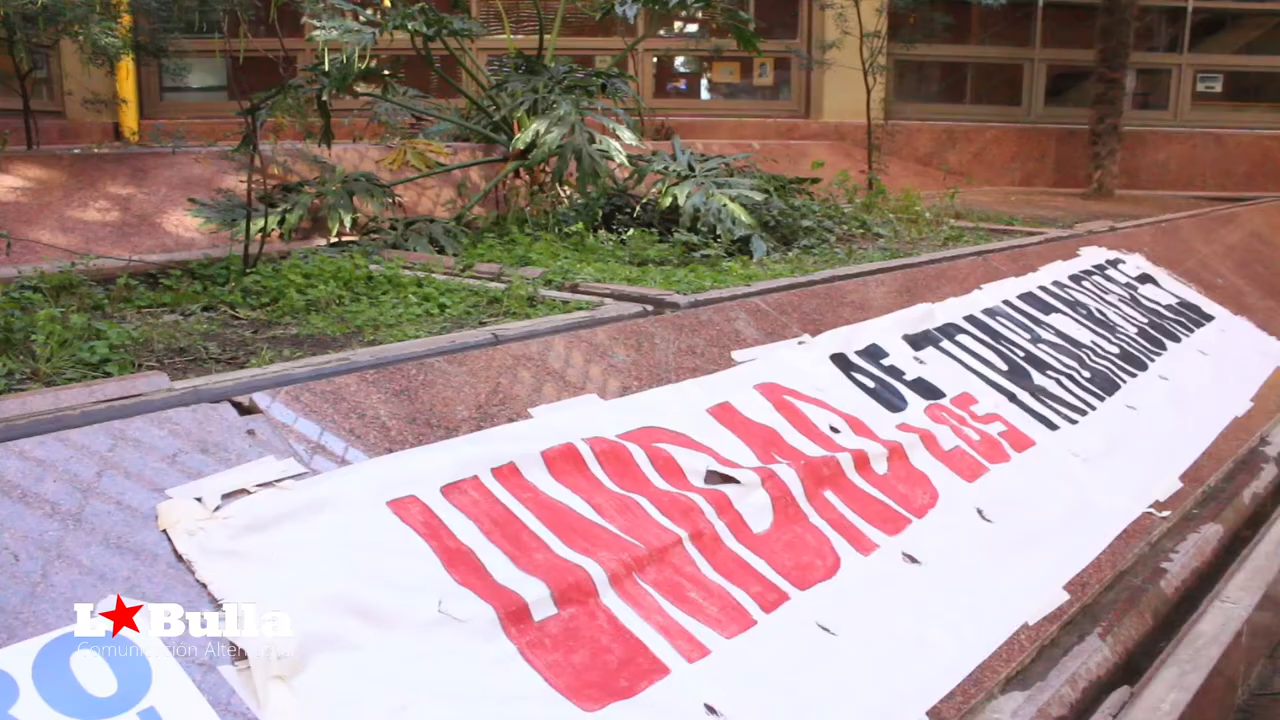 UNIDAD DE LOS TRABAJADORES
La Bulla
Comunicación Alternativa